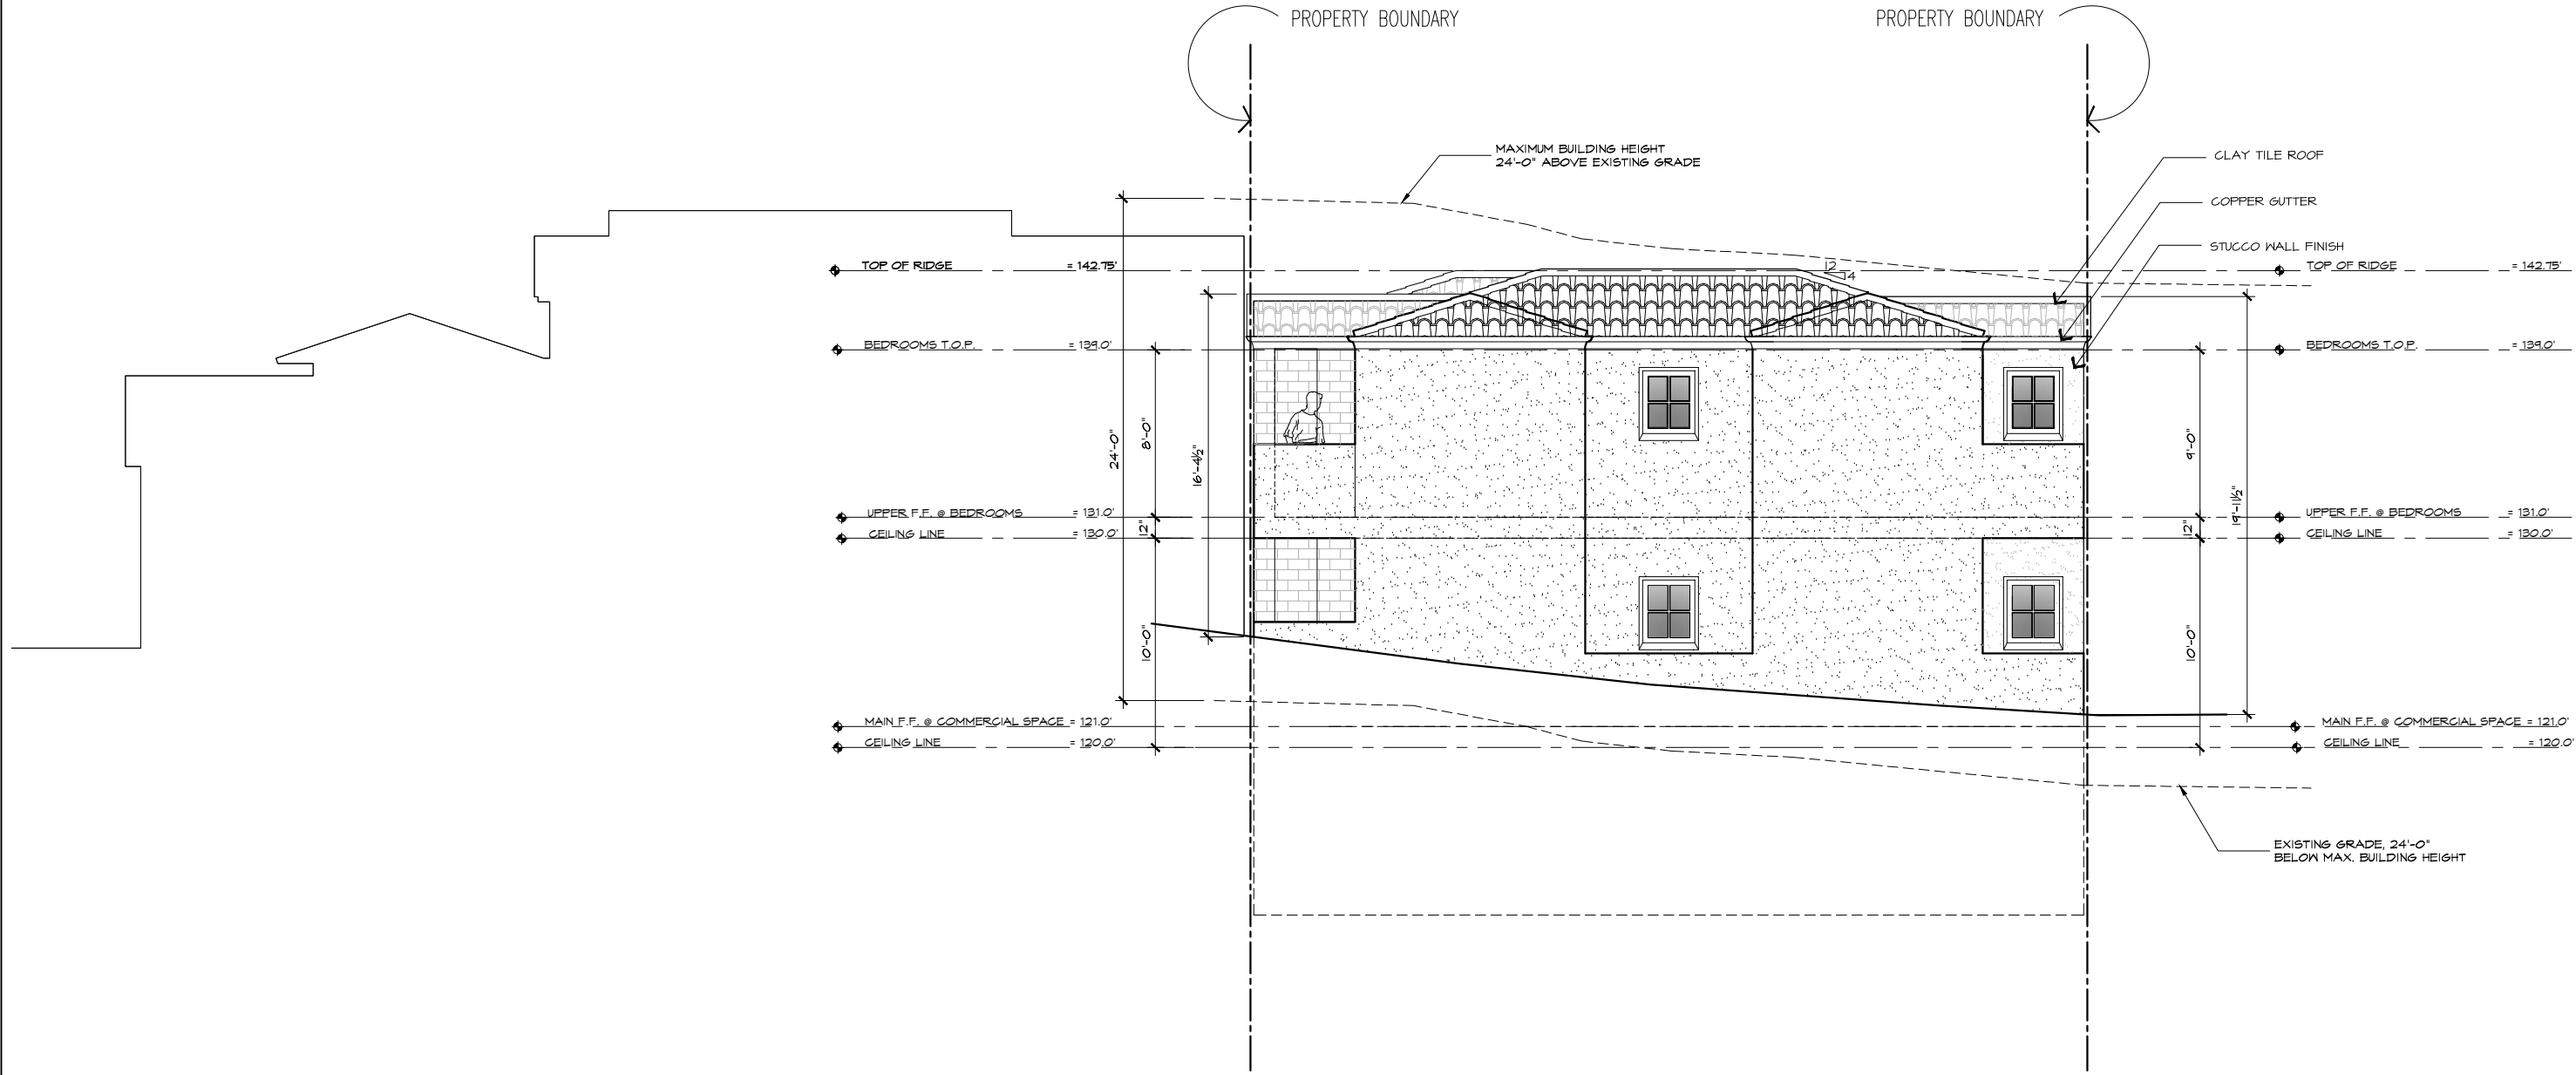 PROPERTY BOUNDARY
PROPERTY BOUNDARY
MAXIMUM BUILDING HEIGHT
24'-0" ABOVE EXISTING GRADE
CLAY TILE ROOF
COPPER GUTTER
STUCCO WALL FINISH
TOP OF RIDGE = 142.75'
12
4
TOP OF RIDGE = 142.75'
BEDROOMS T.O.P. = 139.0'
BEDROOMS T.O.P. = 139.0'
24'-0"
8'-0"
16'-4½"
9'-0"
19'-1½"
UPPER F.F. @ BEDROOMS = 131.0'
12"
UPPER F.F. @ BEDROOMS = 131.0'
12"
CEILING LINE = 130.0'
CEILING LINE = 130.0'
10'-0"
10'-0"
MAIN F.F. @ COMMERCIAL SPACE = 121.0'
MAIN F.F. @ COMMERCIAL SPACE = 121.0'
CEILING LINE = 120.0'
CEILING LINE = 120.0'
EXISTING GRADE, 24'-0"
BELOW MAX. BUILDING HEIGHT